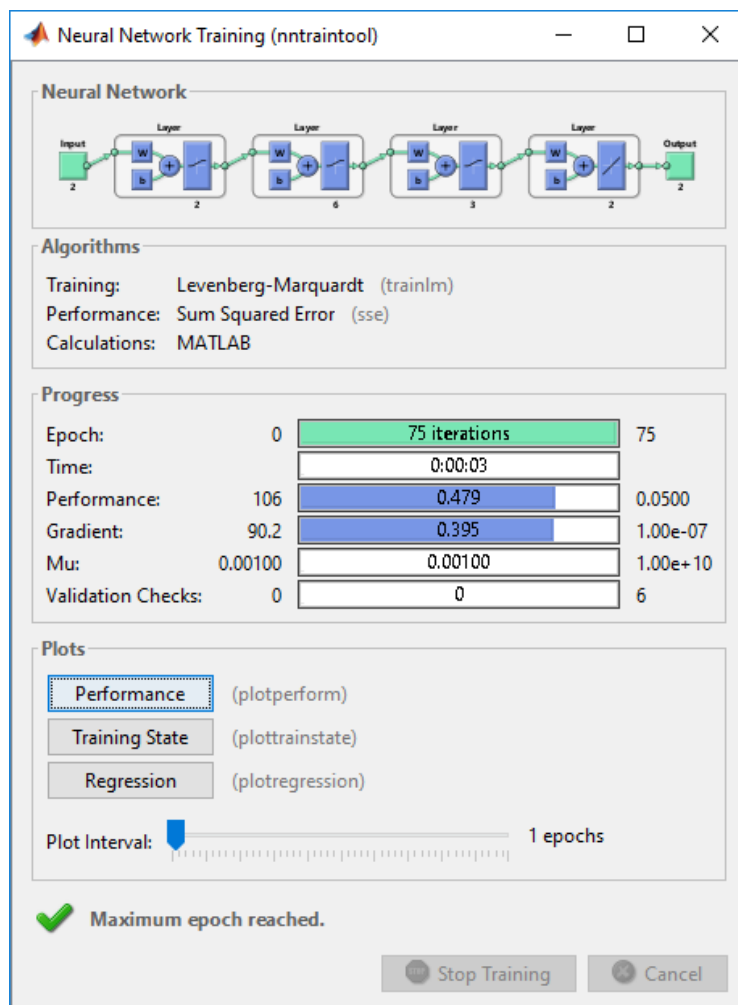 Neural Network Training (nntraintool)
Neural Network
Layer Layer Layer Layer
Input Output
W W W W
b b b b
2 2
2 6 3 2
Algorithms
Training: Levenberg-Marquardt (trainlm)
Performance: Sum Squared Error (sse)
Calculations: MATLAB
Progress
Epoch: 0 75 iterations 75
Time: 0:00:03
Performance: 106 0.479 0.0500
Gradient: 90.2 0.395 1.00e-07
Mu: 0.00100 0.00100 1.00e+10
Validation Checks: 0 0 6
Plots
Performance (plotperform)
Training State (plottrainstate)
Regression (plotregression)
Plot Interval: 1 epochs
Maximum epoch reached.
Stop Training Cancel